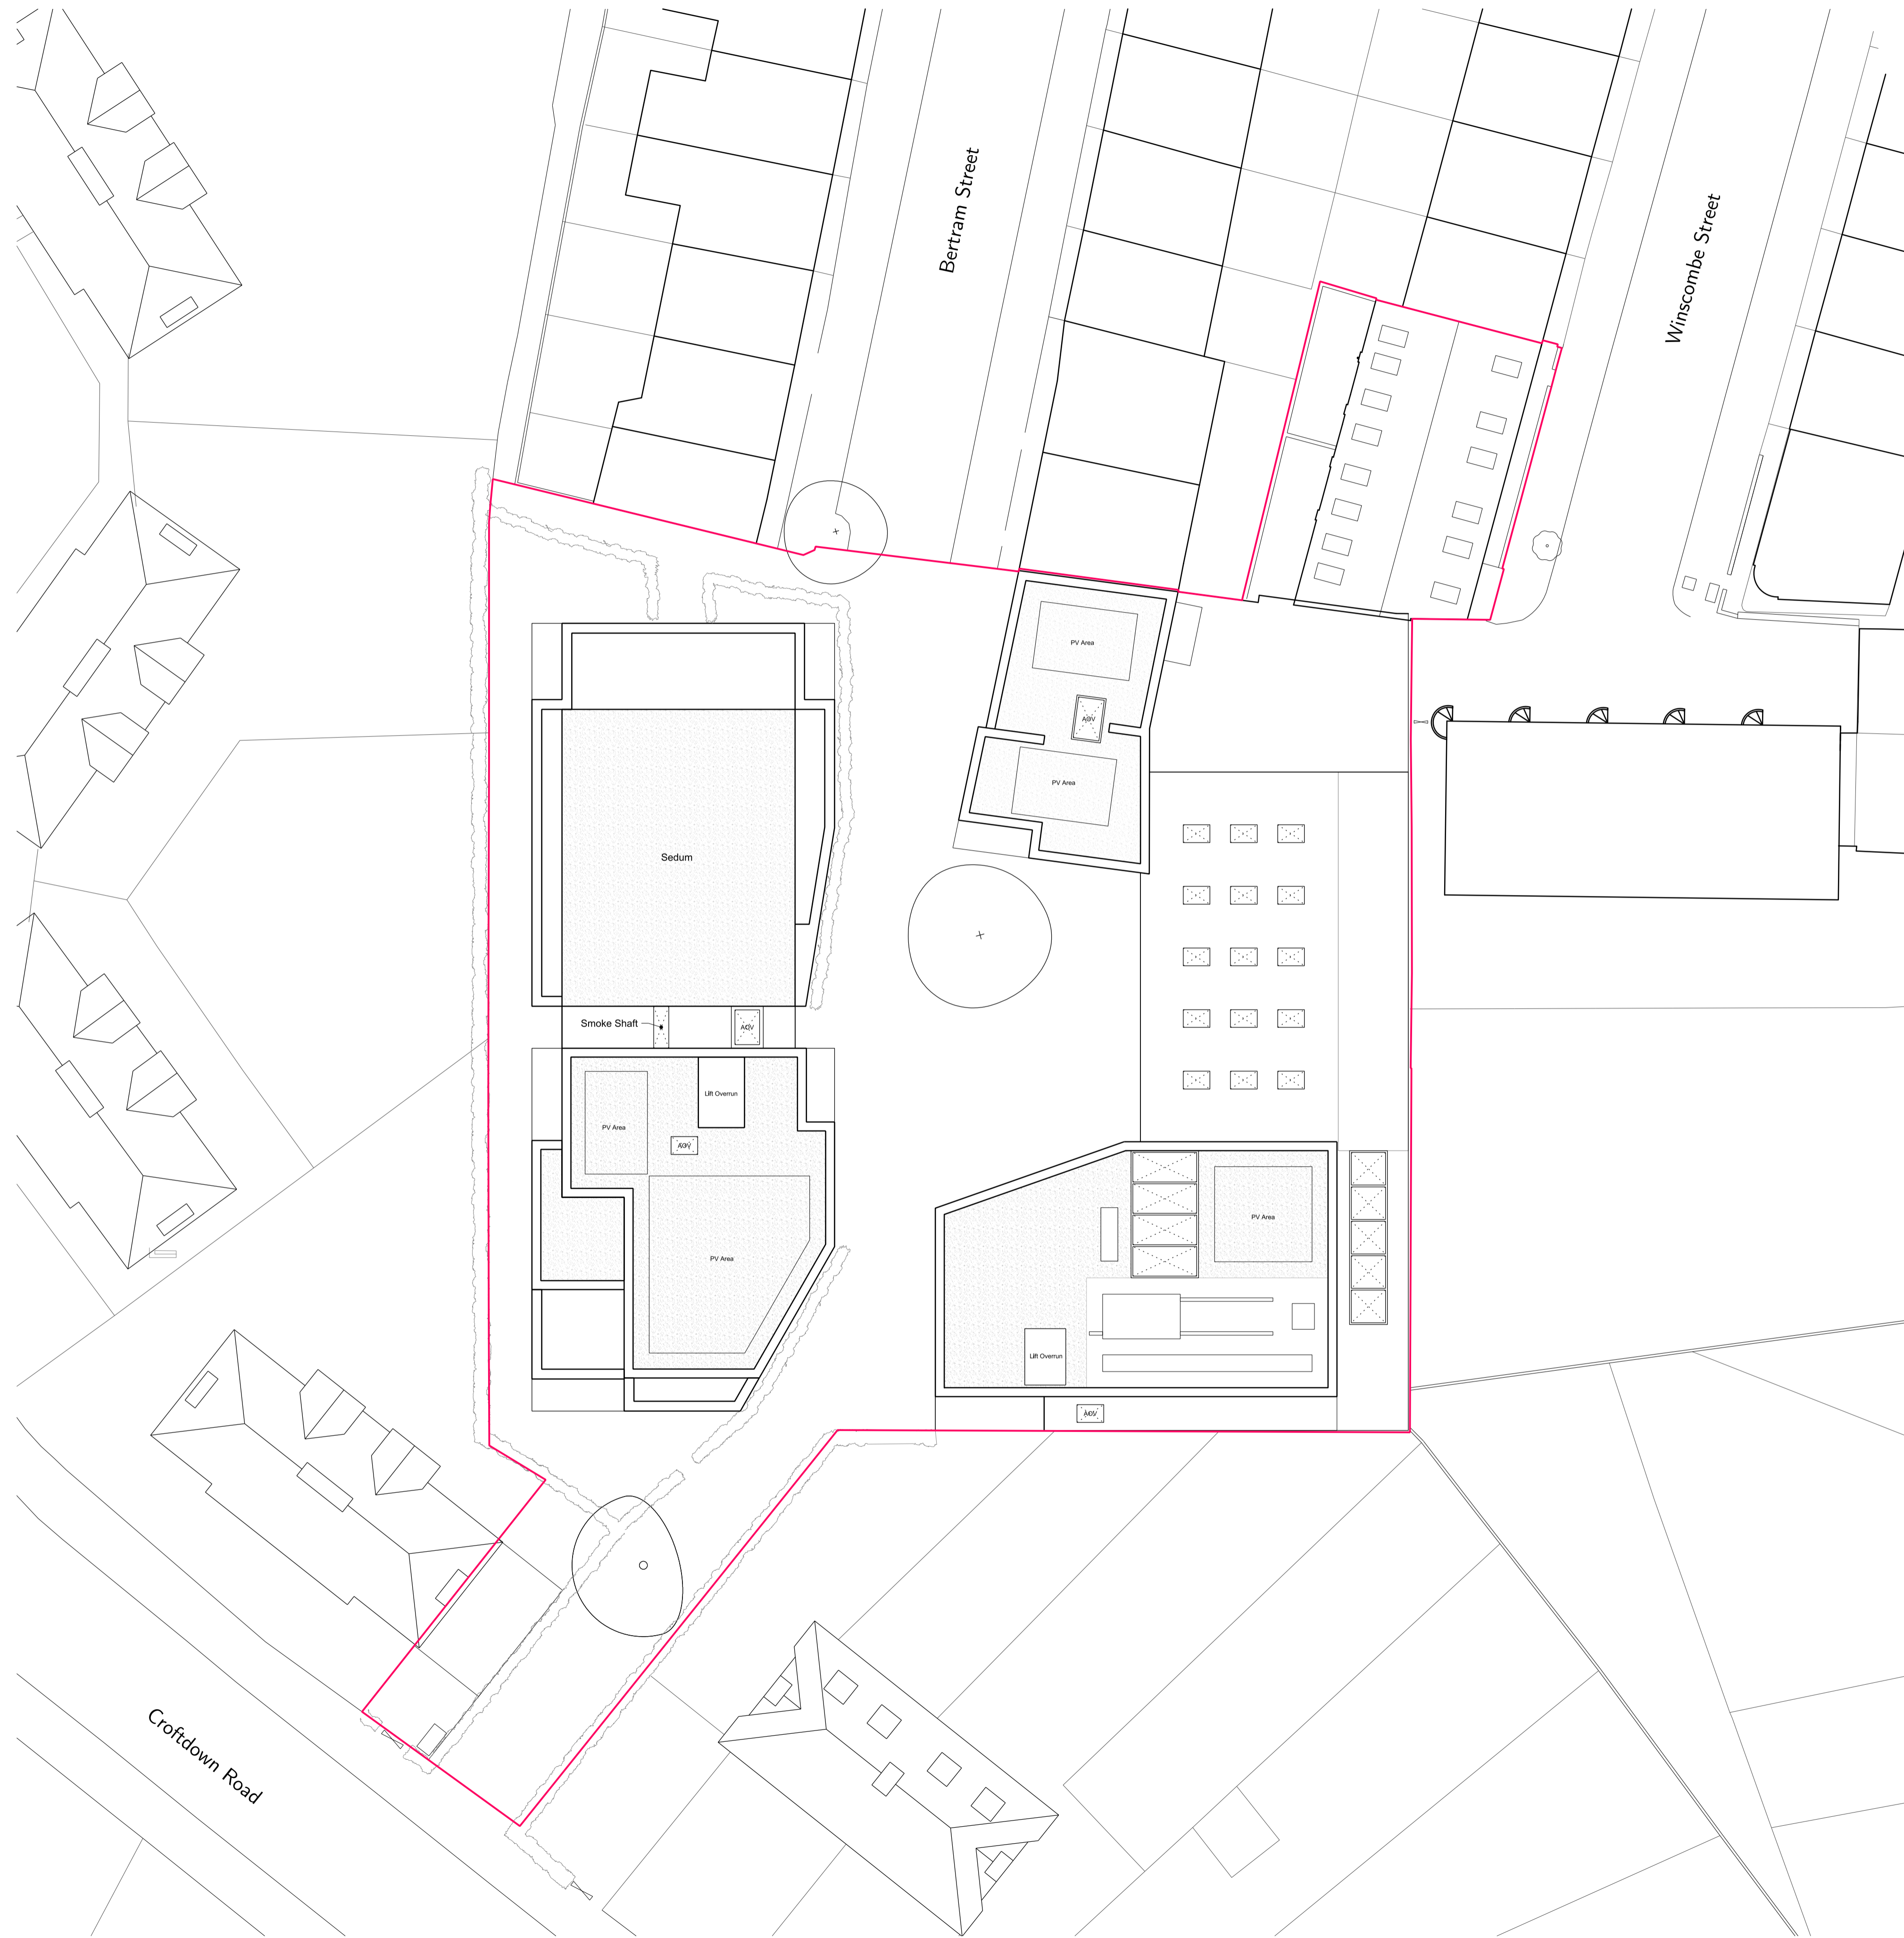 Bertram Street
Winscombe Street
PV Area
AOV
PV Area
Sedum
Smoke Shaft
AOV
Lift Overrun
PV Area
AOV
PV Area
PV Area
Lift Overrun
AOV
Croftdown Road